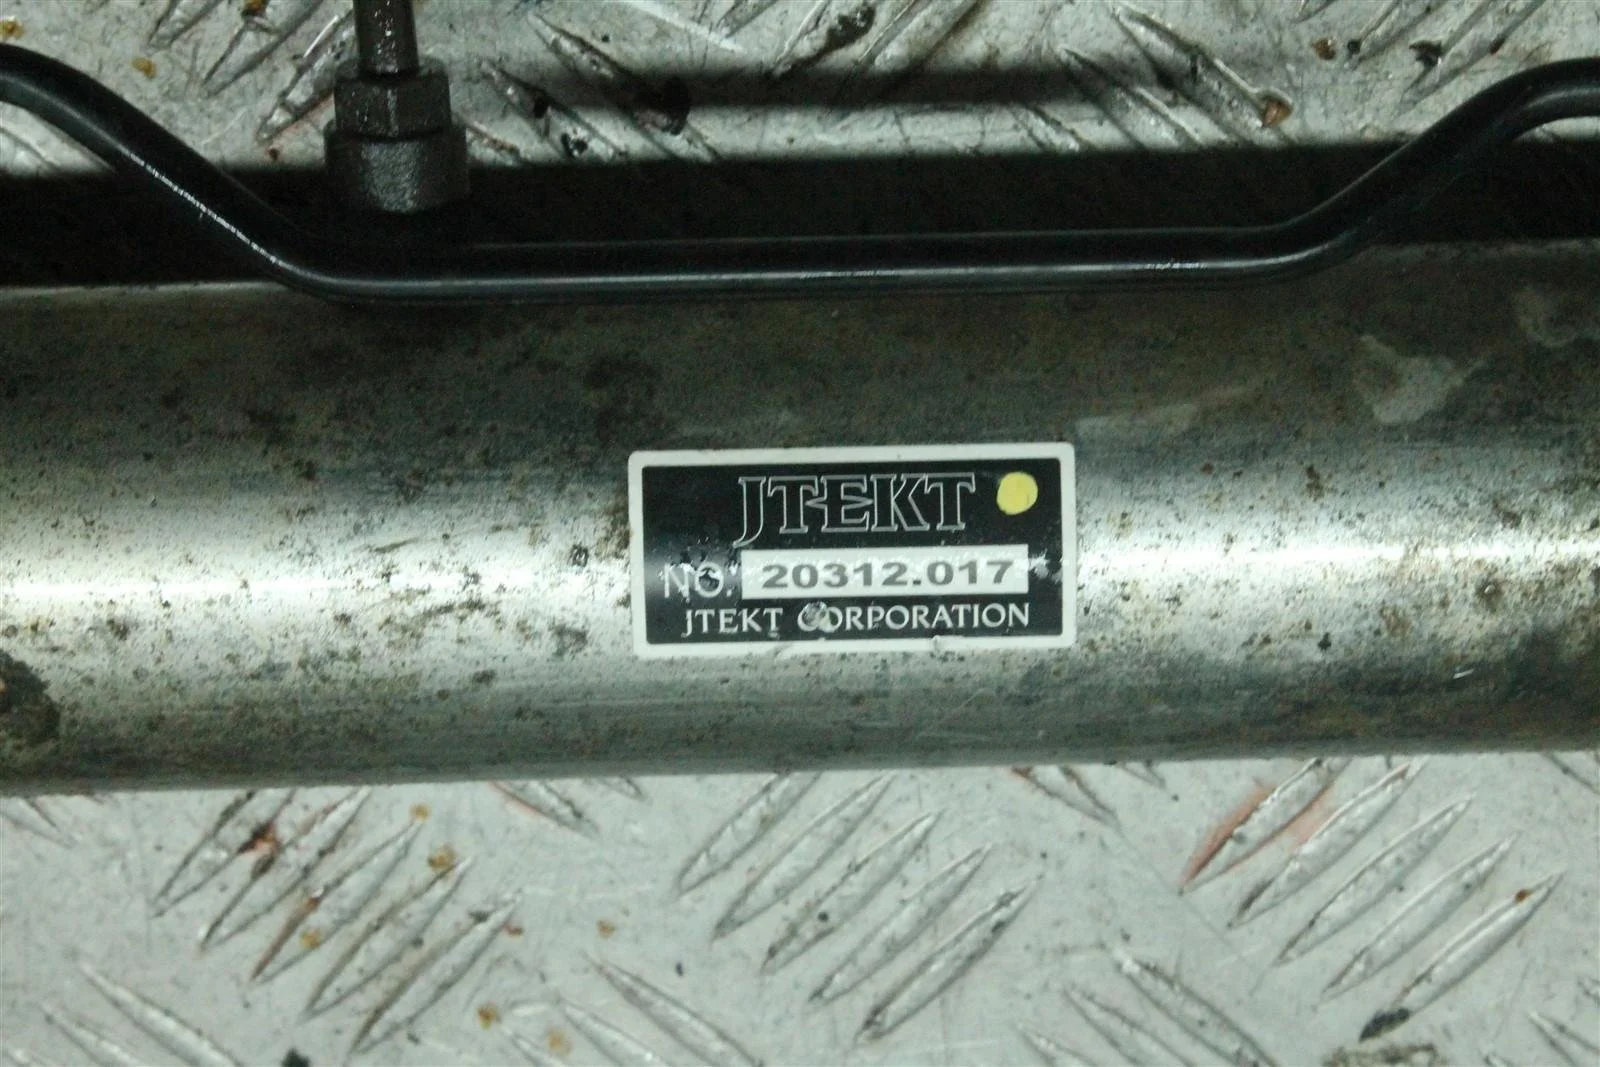 JTEKT
NO. 20312.017
JTEKT CORPORATION